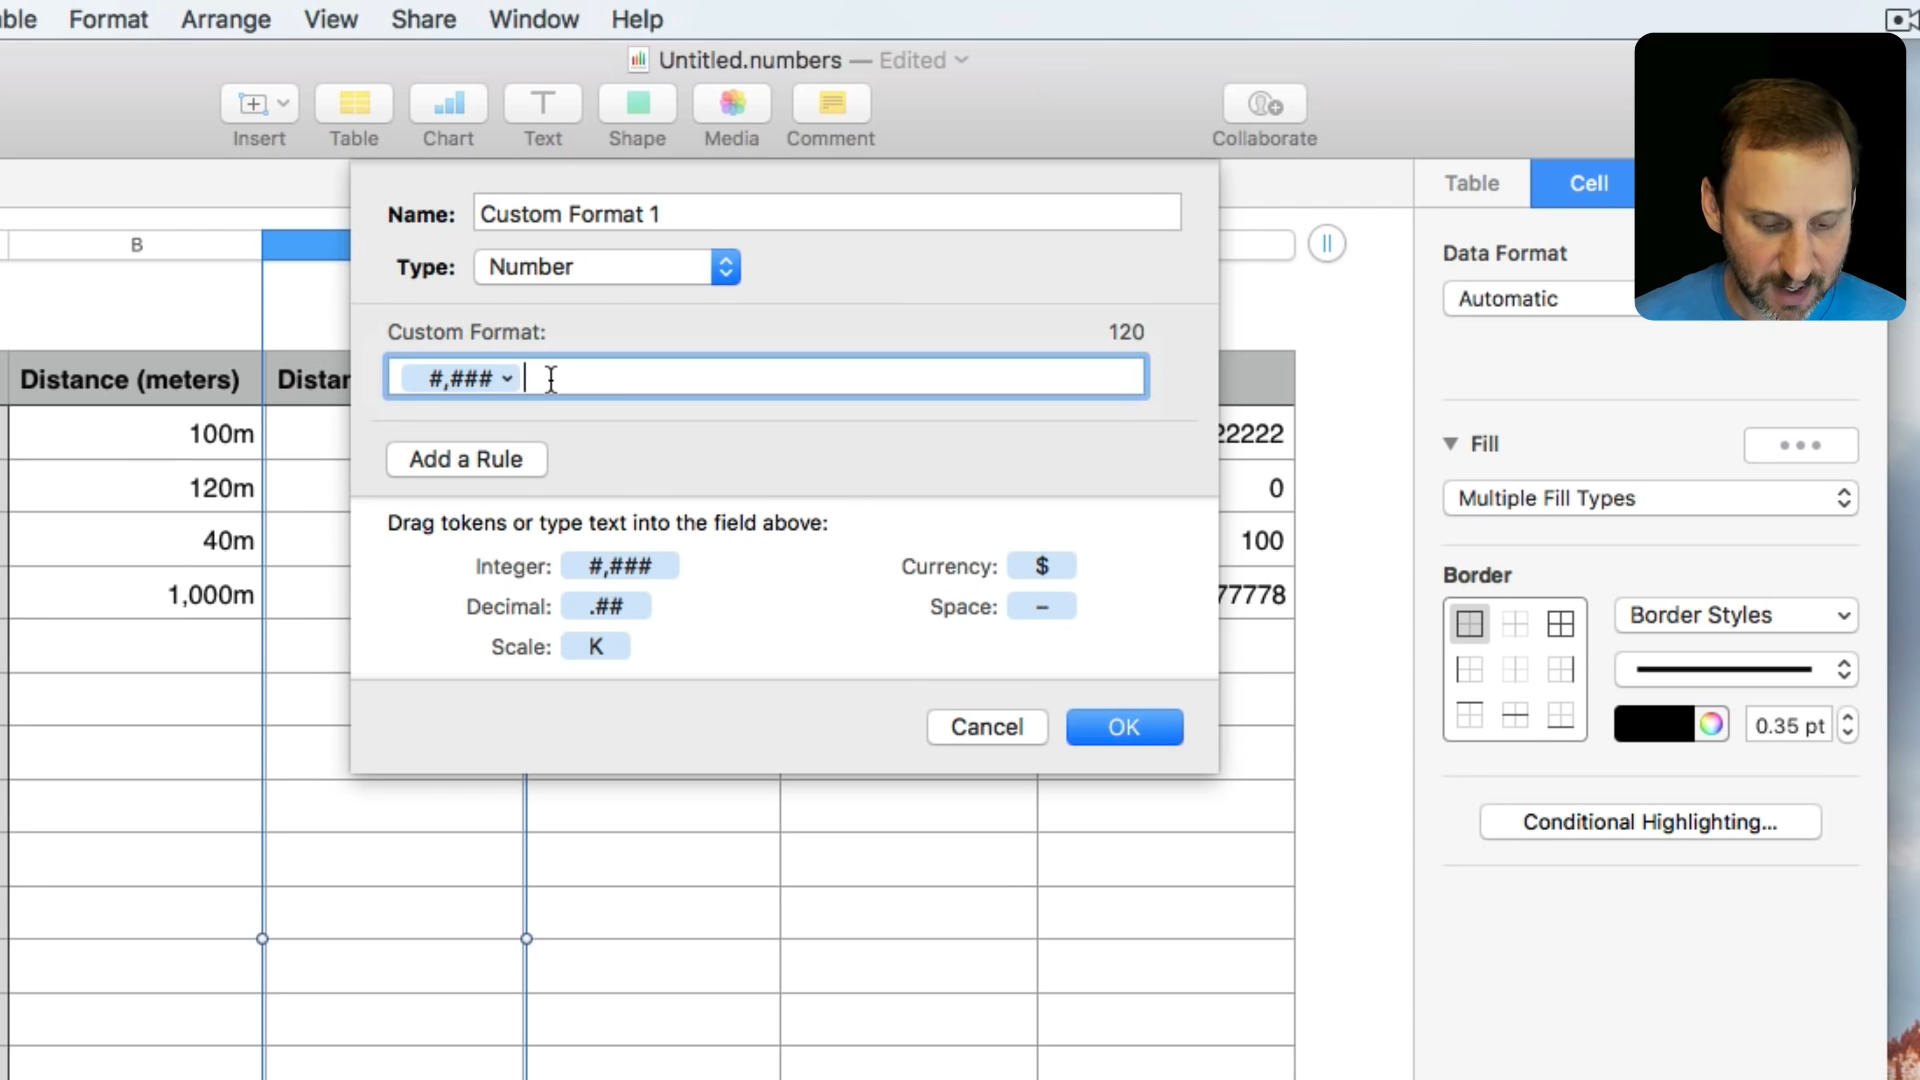 ble Format Arrange View Share Window Help
Untitled.numbers — Edited
Insert Table Chart Text Shape Media Comment Collaborate
Table Cell
Name: Custom Format 1
Type: Number
B
Data Format
Automatic
Custom Format: 120
#,###
Distance (meters) Distan
100m 22222
120m 0
40m 100
1,000m 77778
Add a Rule
Fill
Multiple Fill Types
Drag tokens or type text into the field above:
Integer: #,### Currency: $
Decimal: .## Space: –
Scale: K
Border
Border Styles
0.35 pt
Cancel OK
Conditional Highlighting...